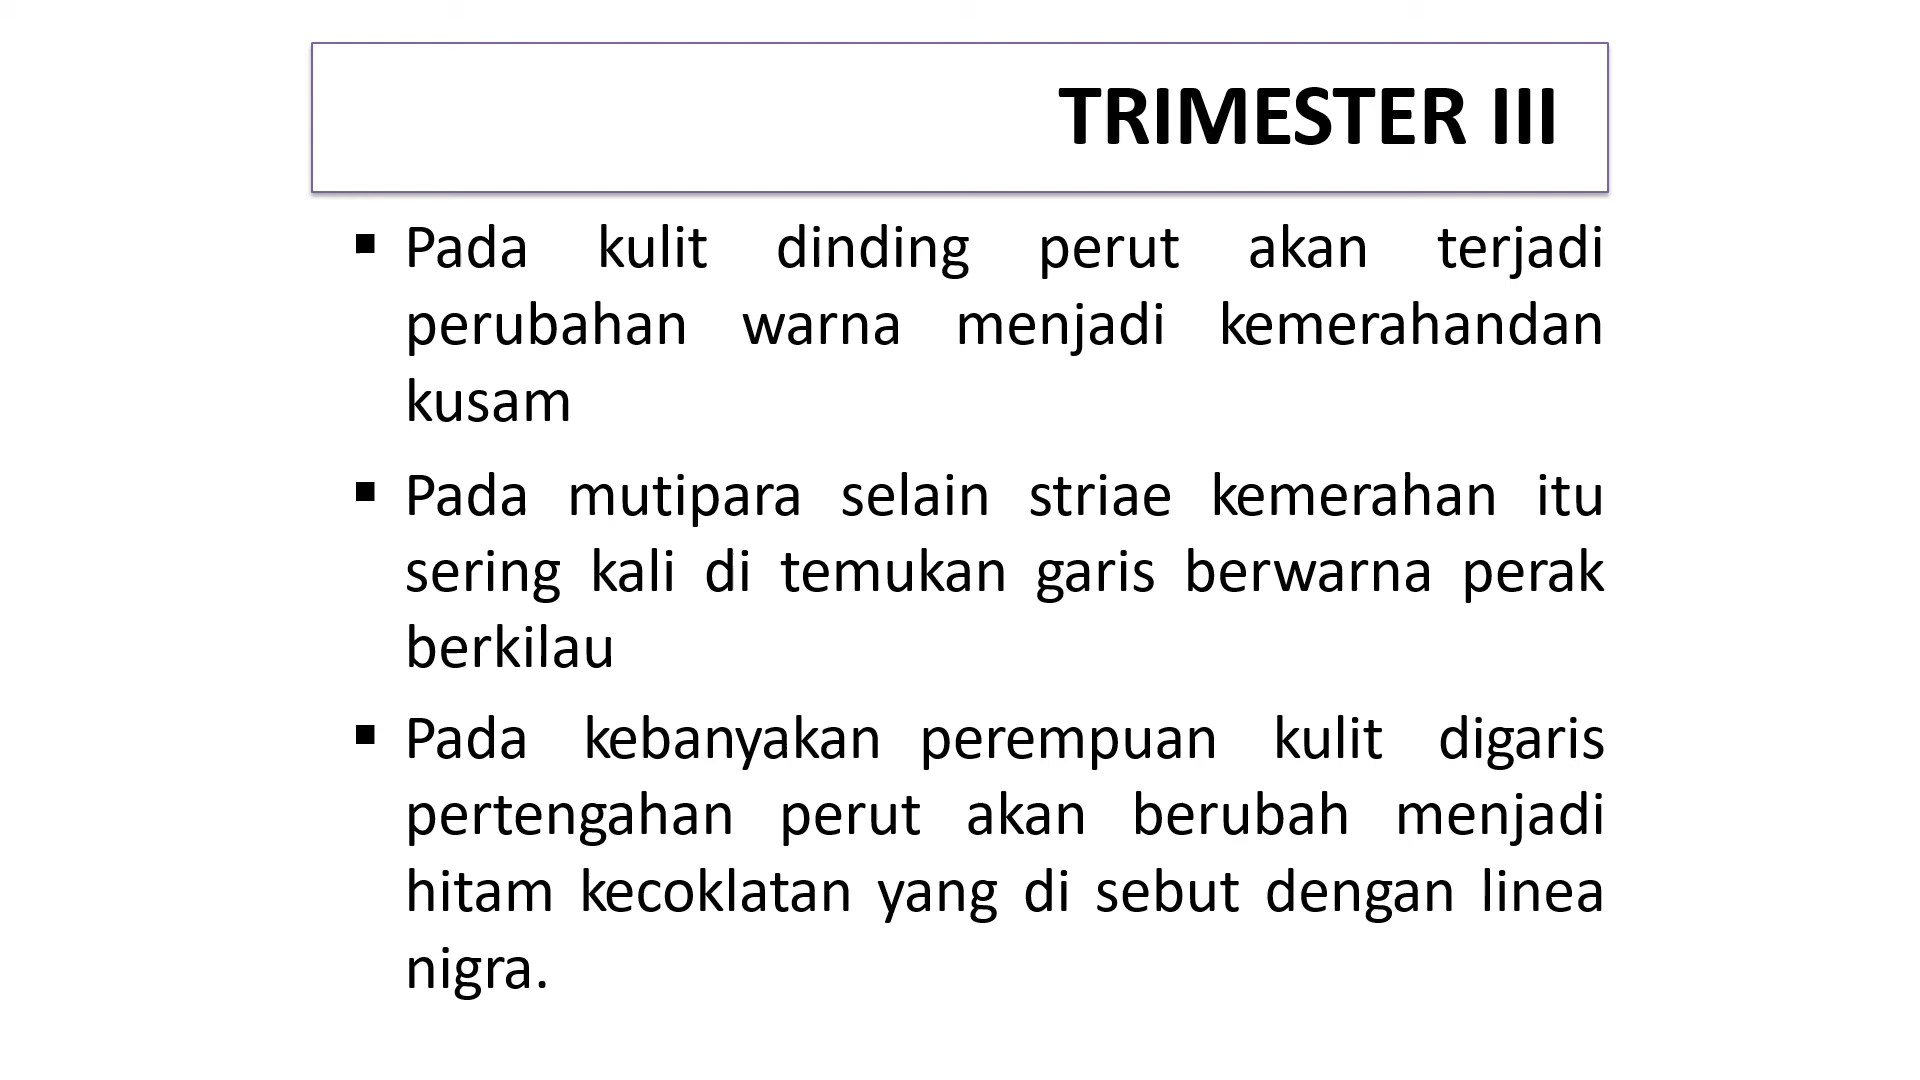 TRIMESTER III
▪ Pada kulit dinding perut akan terjadi
perubahan warna menjadi kemerahandan
kusam
▪ Pada mutipara selain striae kemerahan itu
sering kali di temukan garis berwarna perak
berkilau
▪ Pada kebanyakan perempuan kulit digaris
pertengahan perut akan berubah menjadi
hitam kecoklatan yang di sebut dengan linea
nigra.